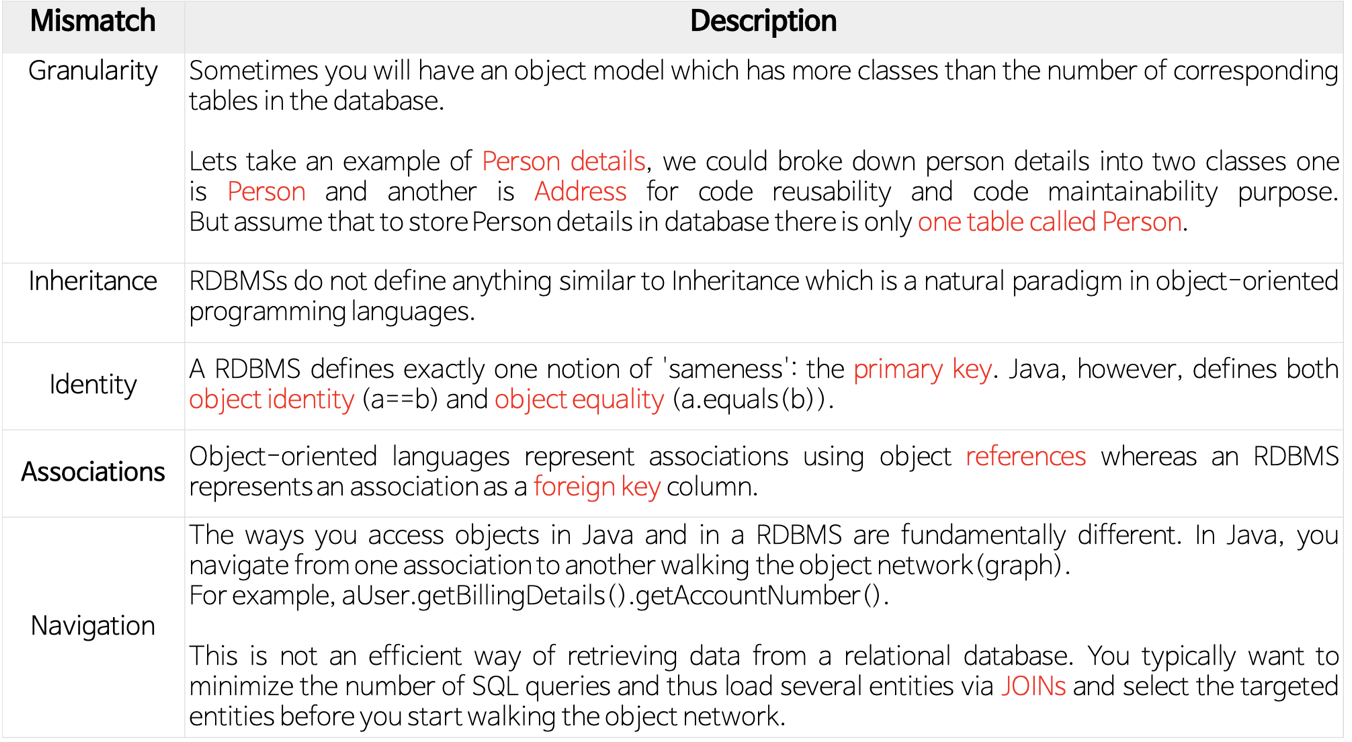 Mismatch Description
Granularity Sometimes you will have an object model which has more classes than the number of corresponding
tables in the database.
Lets take an example of Person details, we could broke down person details into two classes one
is Person and another is Address for code reusability and code maintainability purpose.
But assume that to store Person details in database there is only one table called Person.
Inheritance RDBMSs do not define anything similar to Inheritance which is a natural paradigm in object-oriented
programming languages.
Identity
A RDBMS defines exactly one notion of 'sameness': the primary key. Java, however, defines both
object identity (a==b) and object equality (a.equals(b)).
Associations
Object-oriented languages represent associations using object references whereas an RDBMS
represents an association as a foreign key column.
Navigation
The ways you access objects in Java and in a RDBMS are fundamentally different. In Java, you
navigate from one association to another walking the object network(graph).
For example, aUser.getBillingDetails().getAccountNumber().
This is not an efficient way of retrieving data from a relational database. You typically want to
minimize the number of SQL queries and thus load several entities via JOINs and select the targeted
entities before you start walking the object network.